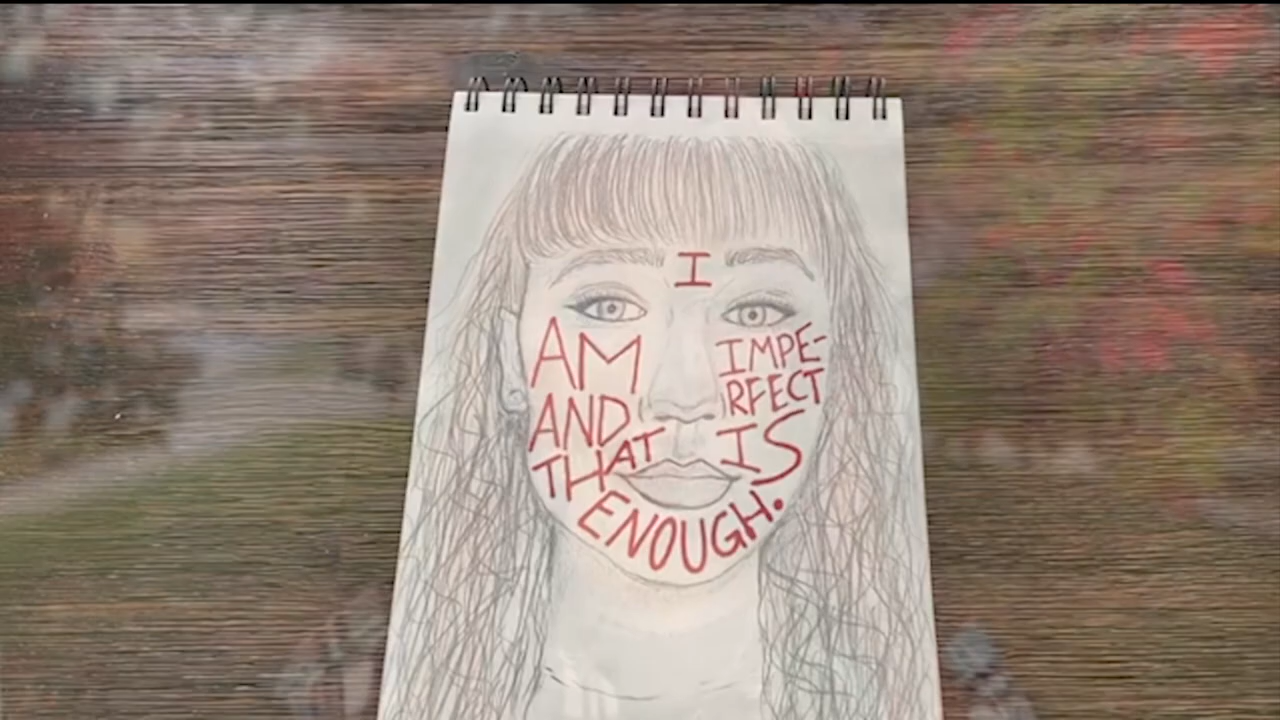 I
AM IMPE-
RFECT
AND THAT IS
ENOUGH.